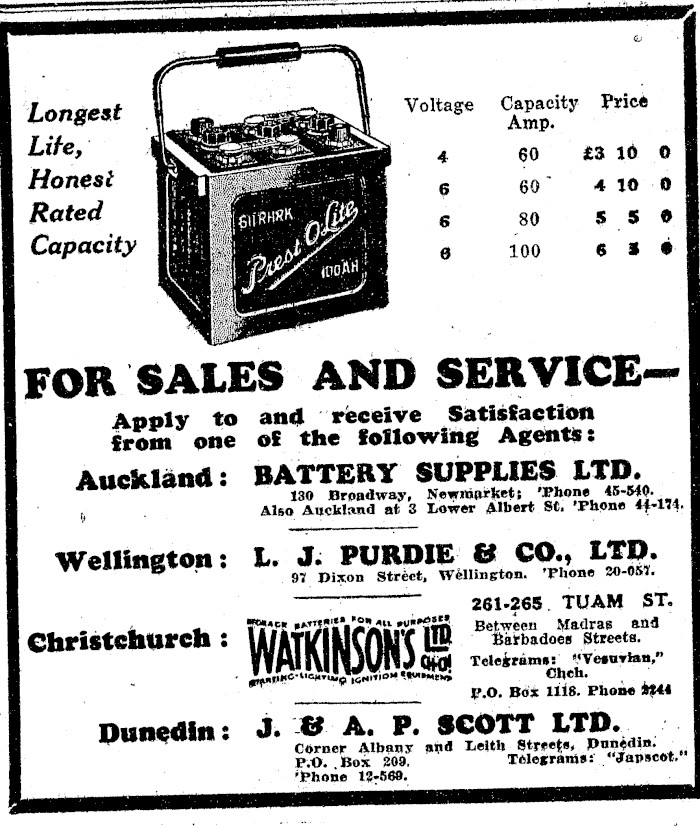 Longest
Life,
Honest
Rated
Capacity
611RHRK
Prest-O-Lite
100AH
Voltage Capacity Amp. Price
4 60 £3 10 0
6 60 4 10 0
6 80 5 5 0
6 100 6
FOR SALES AND SERVICE—
Apply to and receive Satisfaction
from one of the following Agents:
Auckland: BATTERY SUPPLIES LTD.
130 Broadway, Newmarket; 'Phone 45-540.
Also Auckland at 3 Lower Albert St. 'Phone 44-174.
Wellington: L. J. PURDIE & CO., LTD.
97 Dixon Street, Wellington. 'Phone 20-057.
Christchurch:
STORAGE BATTERIES FOR ALL PURPOSES
WATKINSON'S LTD
CH-CH
STARTING-LIGHTING IGNITION EQUIPMENT
261-265 TUAM ST.
Between Madras and
Barbadoes Streets.
Telegrams: "Vesuvian,"
Chch.
P.O. Box 1118. Phone
Dunedin: J. & A. P. SCOTT LTD.
Corner Albany and Leith Streets, Dunedin.
P.O. Box 209. Telegrams: "Japscot."
'Phone 12-569.